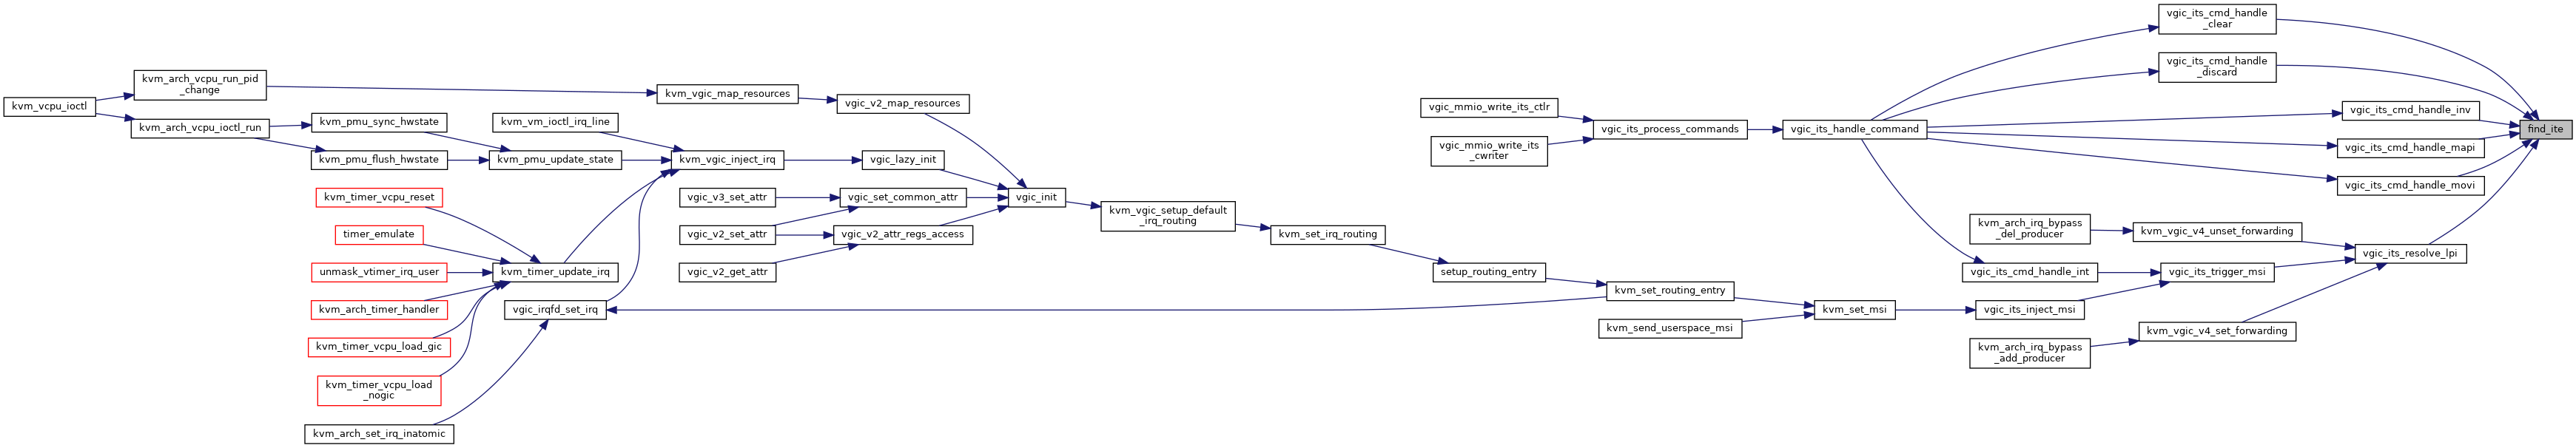 kvm_vcpu_ioctl
kvm_arch_vcpu_run_pid
_change
kvm_arch_vcpu_ioctl_run
kvm_pmu_sync_hwstate
kvm_pmu_flush_hwstate
kvm_timer_vcpu_reset
timer_emulate
unmask_vtimer_irq_user
kvm_arch_timer_handler
kvm_timer_vcpu_load_gic
kvm_timer_vcpu_load
_nogic
kvm_arch_set_irq_inatomic
kvm_vm_ioctl_irq_line
kvm_pmu_update_state
kvm_timer_update_irq
vgic_irqfd_set_irq
kvm_vgic_map_resources
kvm_vgic_inject_irq
vgic_v3_set_attr
vgic_v2_set_attr
vgic_v2_get_attr
vgic_v2_map_resources
vgic_lazy_init
vgic_set_common_attr
vgic_v2_attr_regs_access
vgic_init
kvm_vgic_setup_default
_irq_routing
kvm_set_irq_routing
setup_routing_entry
vgic_mmio_write_its_ctlr
vgic_mmio_write_its
_cwriter
vgic_its_process_commands
kvm_set_routing_entry
kvm_send_userspace_msi
vgic_its_handle_command
kvm_set_msi
kvm_arch_irq_bypass
_del_producer
vgic_its_cmd_handle_int
vgic_its_inject_msi
kvm_arch_irq_bypass
_add_producer
vgic_its_cmd_handle
_clear
vgic_its_cmd_handle
_discard
kvm_vgic_v4_unset_forwarding
vgic_its_trigger_msi
kvm_vgic_v4_set_forwarding
vgic_its_cmd_handle_inv
vgic_its_cmd_handle_mapi
vgic_its_cmd_handle_movi
vgic_its_resolve_lpi
find_ite